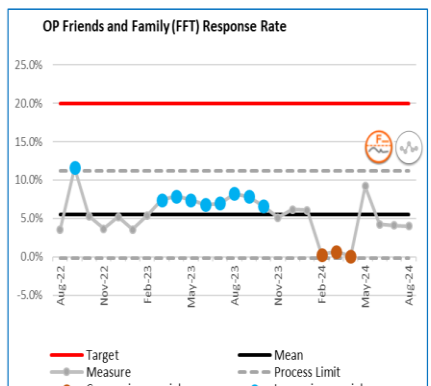 OP Friends and Family (FFT) Response Rate
25.0%
20.0%
15.0%
10.0%
5.0%
0.0%
-5.0%
F
Aug-22
Nov-22
Feb-23
May-23
Aug-23
Nov-23
Feb-24
May-24
Aug-24
Target
Mean
Measure
Process Limit